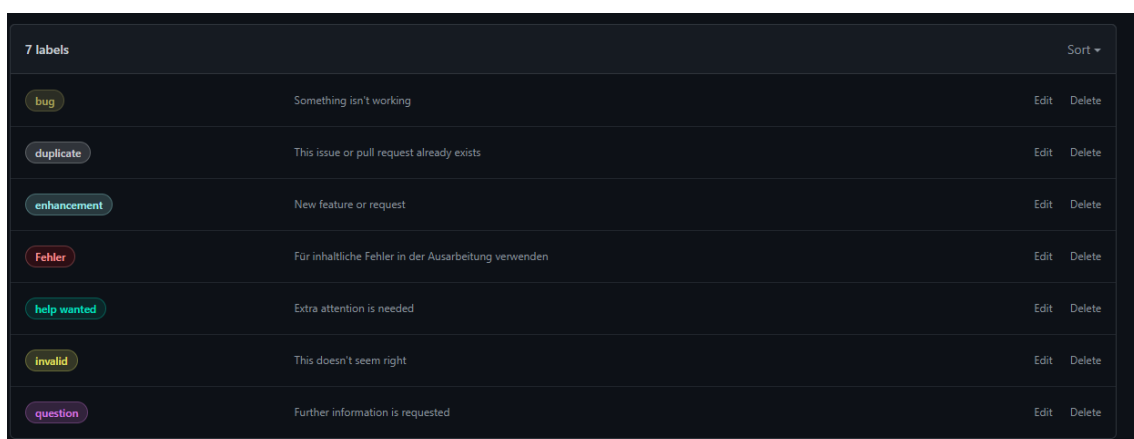 7 labels Sort
bug Something isn't working Edit Delete
duplicate This issue or pull request already exists Edit Delete
enhancement New feature or request Edit Delete
Fehler Für inhaltliche Fehler in der Ausarbeitung verwenden Edit Delete
help wanted Extra attention is needed Edit Delete
invalid This doesn't seem right Edit Delete
question Further information is requested Edit Delete